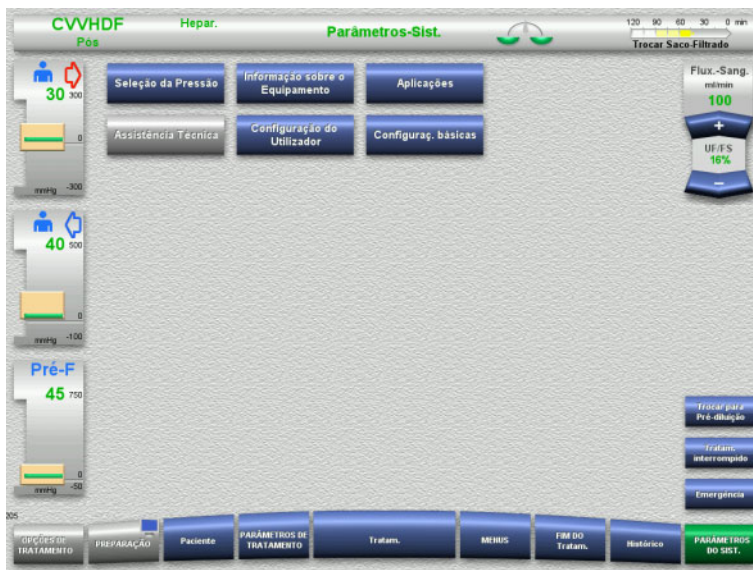 CVVHDF
Pós
Hepar.
Parâmetros-Sist.
120 90 60 30 0 min
Trocar Saco-Filtrado
30 300
0
mmHg -300
40 500
0
mmHg -100
Pré-F
45 750
0
mmHg -50
Seleção da Pressão
Informação sobre o
Equipamento
Aplicações
Assistência Técnica
Configuração do
Utilizador
Configuraç. básicas
Flux.-Sang.
ml/min
100
+
UF/FS
16%
−
Trocar para
Pré-diluição
Tratam.
interrompido
Emergência
205
OPÇÕES DE
TRATAMENTO
PREPARAÇÃO
Paciente
PARÂMETROS DE
TRATAMENTO
Tratam.
MENUS
FIM DO
Tratam.
Histórico
PARÂMETROS
DO SIST.